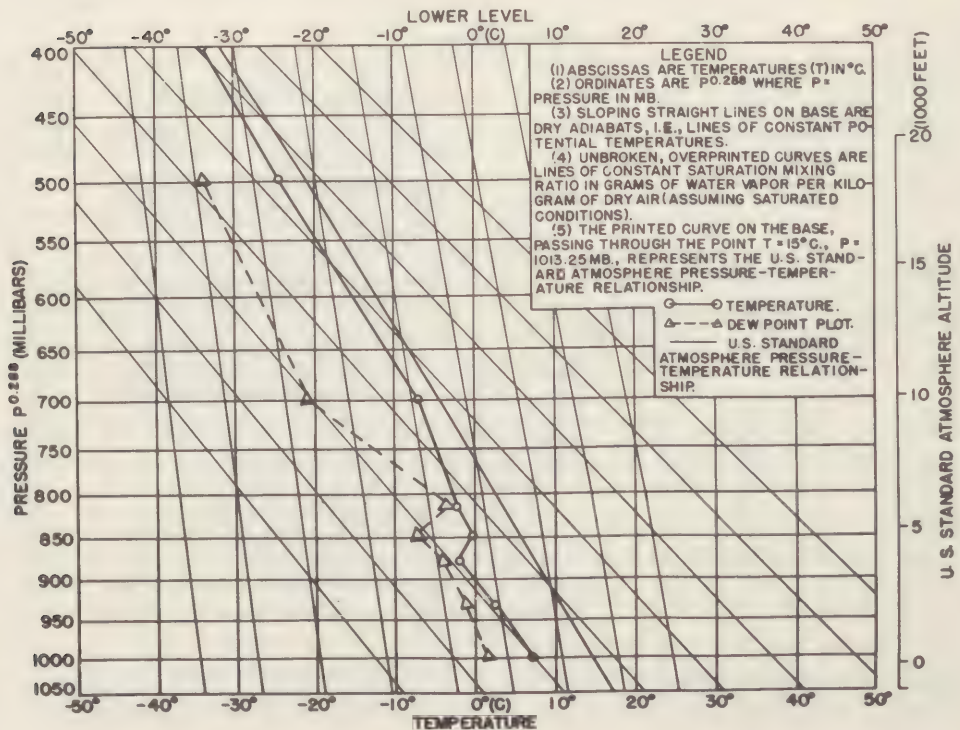 LOWER LEVEL
-50° -40° -30° -20° -10° 0°(C) 10° 20° 30° 40° 50°
LEGEND
(1) ABSCISSAS ARE TEMPERATURES (T) IN °C.
(2) ORDINATES ARE P0.288 WHERE P=
PRESSURE IN MB.
(3) SLOPING STRAIGHT LINES ON BASE ARE
DRY ADIABATS, I.E., LINES OF CONSTANT PO-
TENTIAL TEMPERATURES.
(4) UNBROKEN, OVERPRINTED CURVES ARE
LINES OF CONSTANT SATURATION MIXING
RATIO IN GRAMS OF WATER VAPOR PER KILO-
GRAM OF DRY AIR (ASSUMING SATURATED
CONDITIONS).
(5) THE PRINTED CURVE ON THE BASE,
PASSING THROUGH THE POINT T = 15°C., P=
1013.25 MB., REPRESENTS THE U.S. STAND-
ARD ATMOSPHERE PRESSURE-TEMPER-
ATURE RELATIONSHIP.
TEMPERATURE.
DEW POINT PLOT.
U.S. STANDARD
ATMOSPHERE PRESSURE-
TEMPERATURE RELATION-
SHIP.
PRESSURE P0.288 (MILLIBARS)
400
450
500
550
600
650
700
750
800
850
900
950
1000
1050
(1000 FEET)
U.S. STANDARD ATMOSPHERE ALTITUDE
20
15
10
5
0
-50° -40° -30° -20° -10° 0°(C) 10° 20° 30° 40° 50°
TEMPERATURE